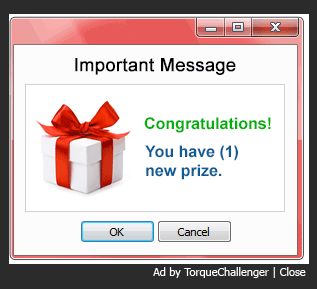 Important Message
Congratulations!
You have (1)
new prize.
OK Cancel
Ad by TorqueChallenger | Close